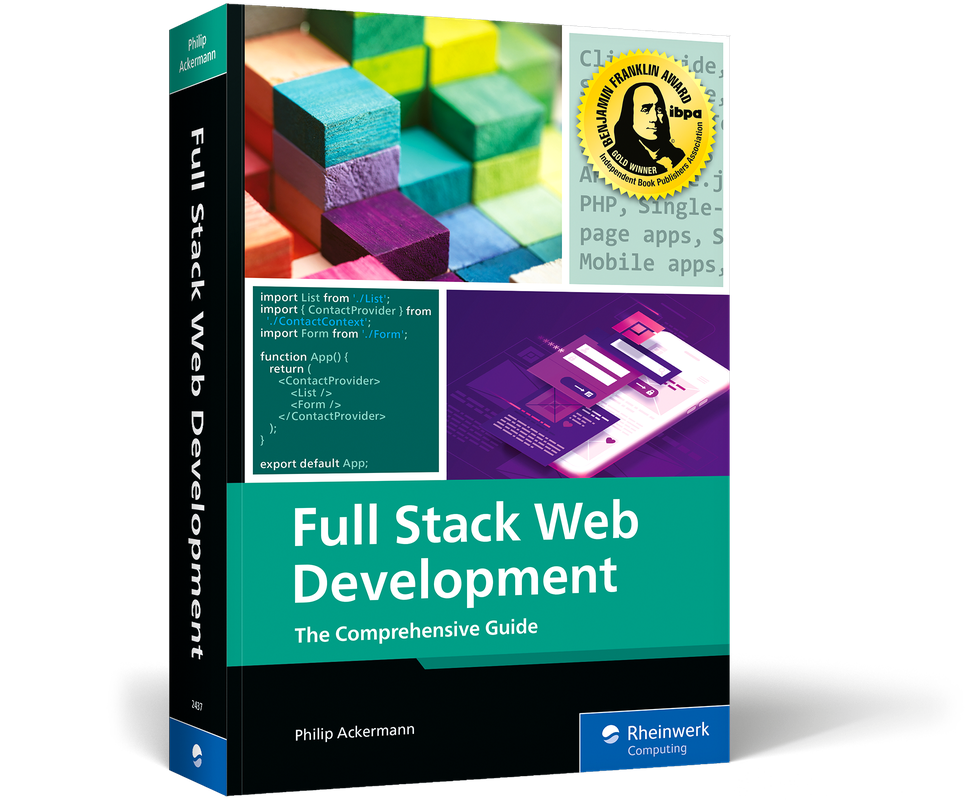 Philip
Ackermann
Full Stack Web Development
2437
BENJAMIN FRANKLIN AWARD
ibpa
GOLD WINNER
Independent Book Publishers Association
PHP, Single-
page apps, S
Mobile apps,
import List from './List';
import { ContactProvider } from
'./ContactContext';
import Form from './Form';
function App() {
return (
<ContactProvider>
<List />
<Form />
</ContactProvider>
);
}
export default App;
Full Stack Web
Development
The Comprehensive Guide
Philip Ackermann
Rheinwerk
Computing